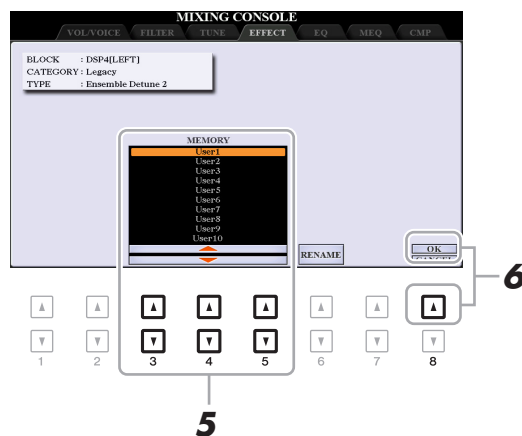 MIXING CONSOLE
VOL/VOICE FILTER TUNE EFFECT EQ MEQ CMP
BLOCK : DSP4[LEFT]
CATEGORY : Legacy
TYPE : Ensemble Detune 2
MEMORY
User1
User2
User3
User4
User5
User6
User7
User8
User9
User10
RENAME
OK
CANCEL
6
1 2 3 4 5 6 7 8
5